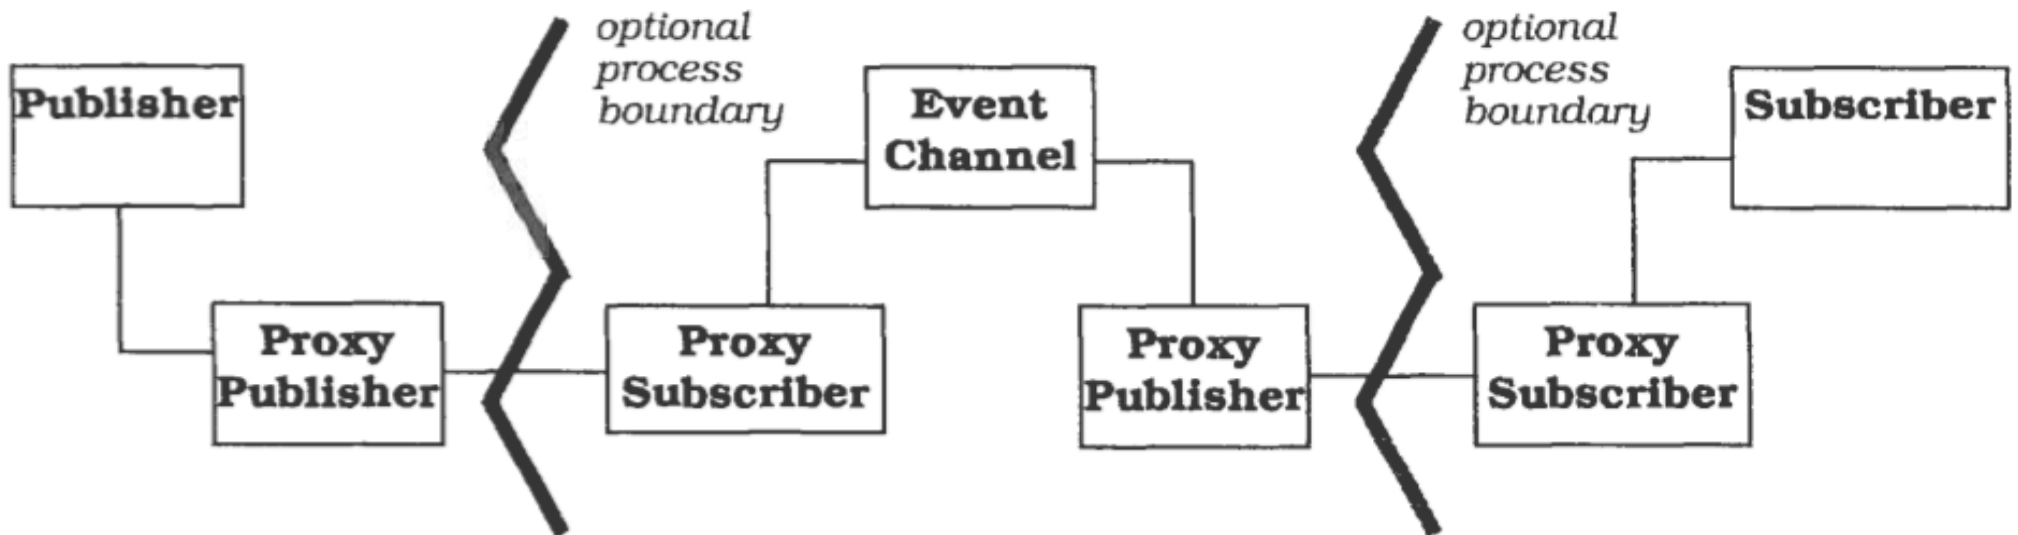 Publisher
optional
process
boundary
Event
Channel
optional
process
boundary
Subscriber
Proxy
Publisher
Proxy
Subscriber
Proxy
Publisher
Proxy
Subscriber